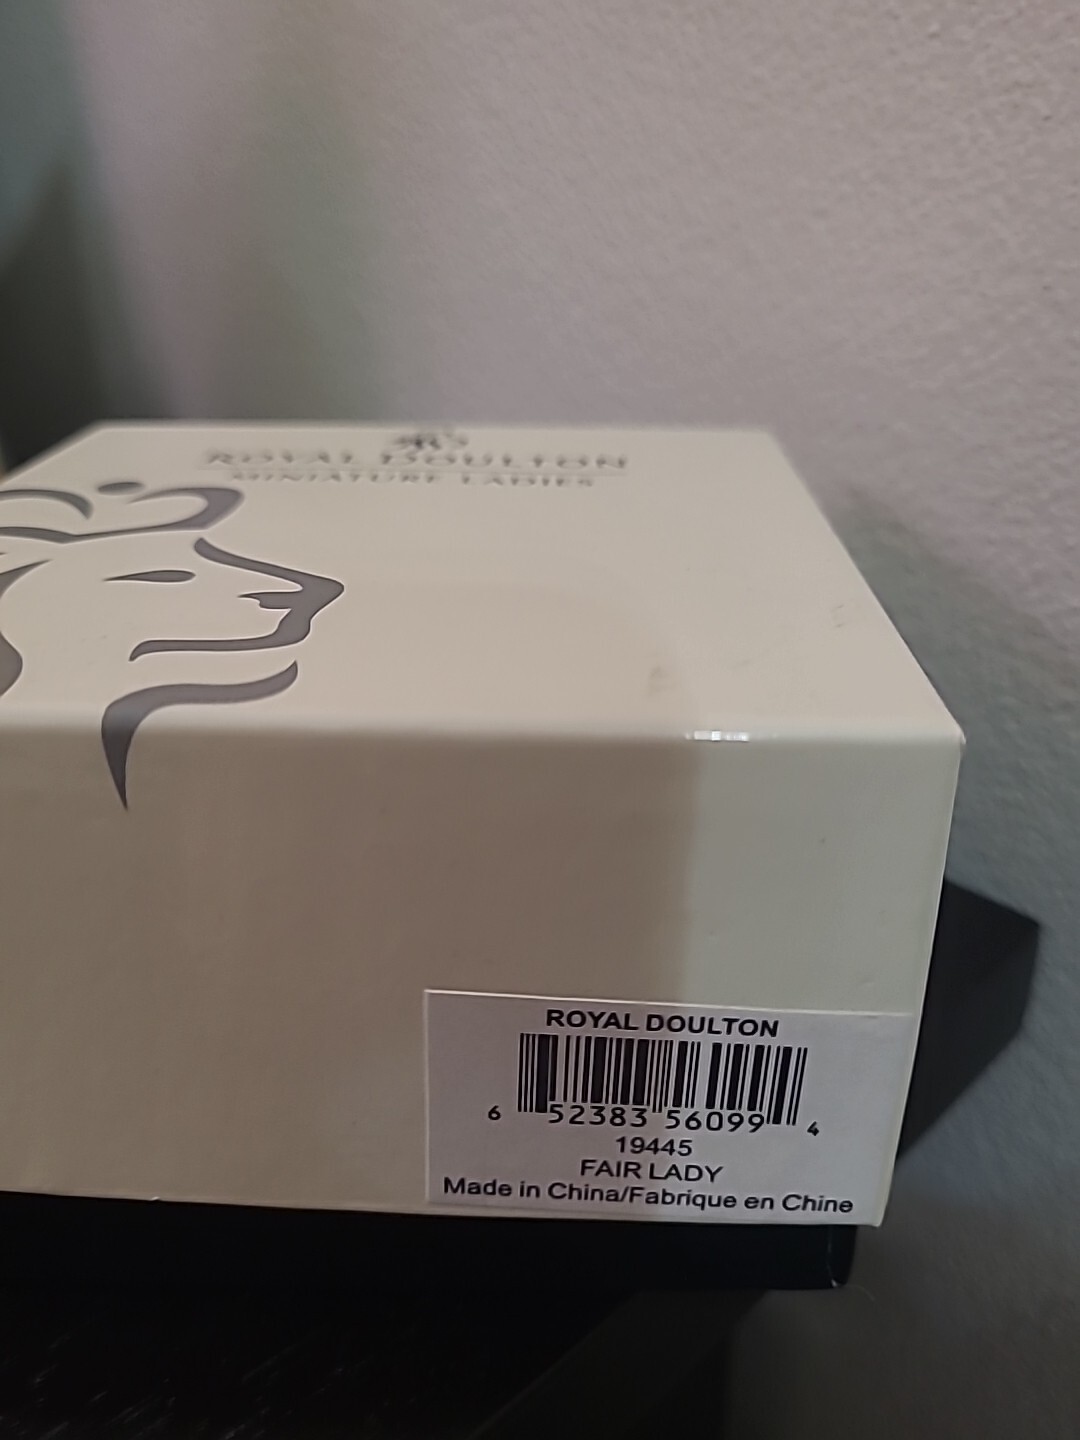 ROYAL DOULTON
MINIATURE LADIES
ROYAL DOULTON
6 52383 56099 4
19445
FAIR LADY
Made in China/Fabrique en Chine